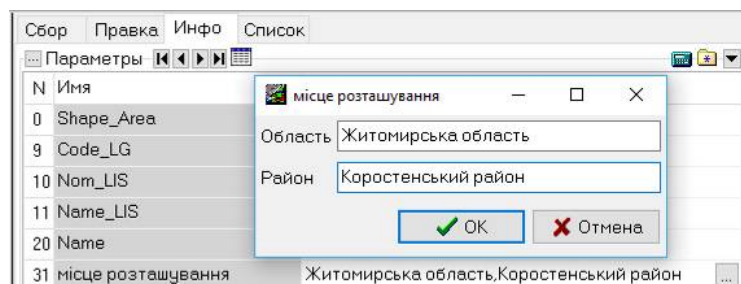 Сбор Правка Инфо Список
... Параметры
N Имя
0 Shape_Area
9 Code_LG
10 Nom_LIS
11 Name_LIS
20 Name
31 місце розташування Житомирська область,Коростенський район ...
місце розташування
Область Житомирська область
Район Коростенський район
OK Отмена